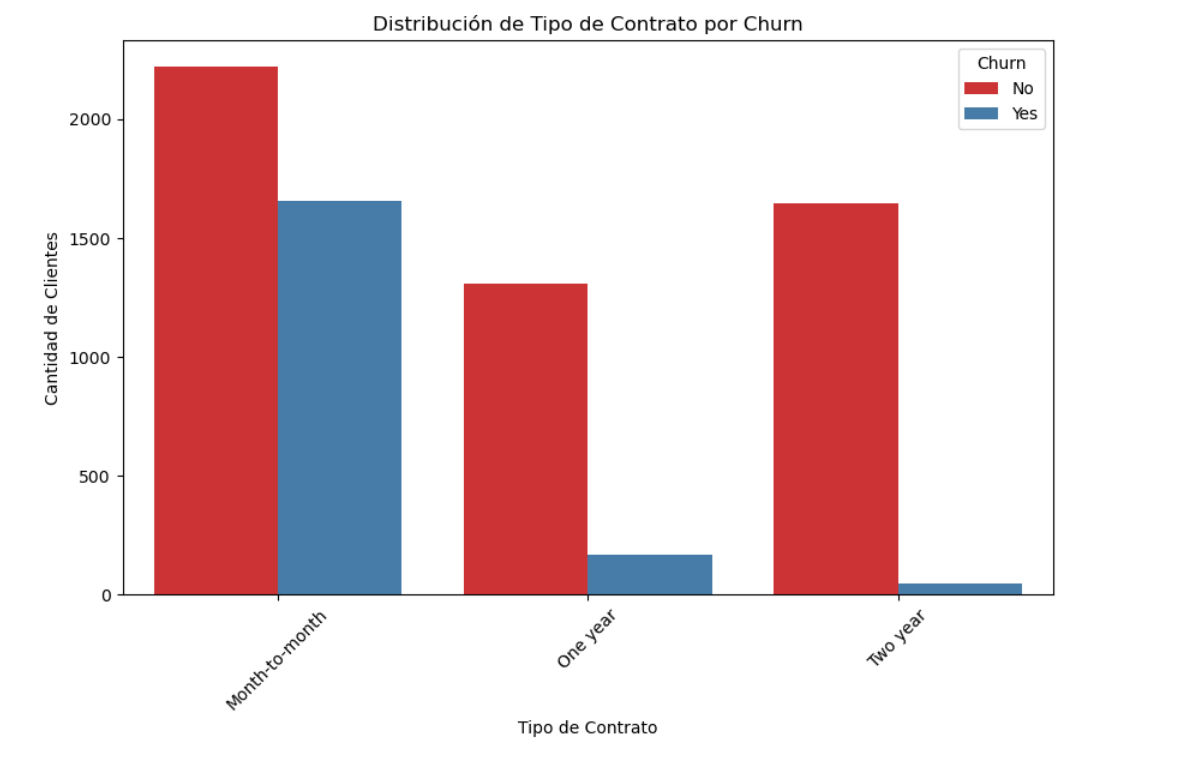 Distribución de Tipo de Contrato por Churn
Churn
No
Yes
2000
1500
1000
500
0
Cantidad de Clientes
Month-to-month
One year
Two year
Tipo de Contrato